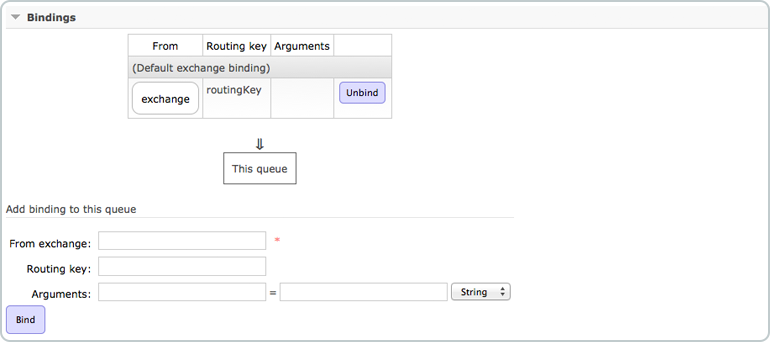 Bindings
From Routing key Arguments
(Default exchange binding)
exchange routingKey Unbind
⇓
This queue
Add binding to this queue
From exchange: *
Routing key:
Arguments: = String
Bind